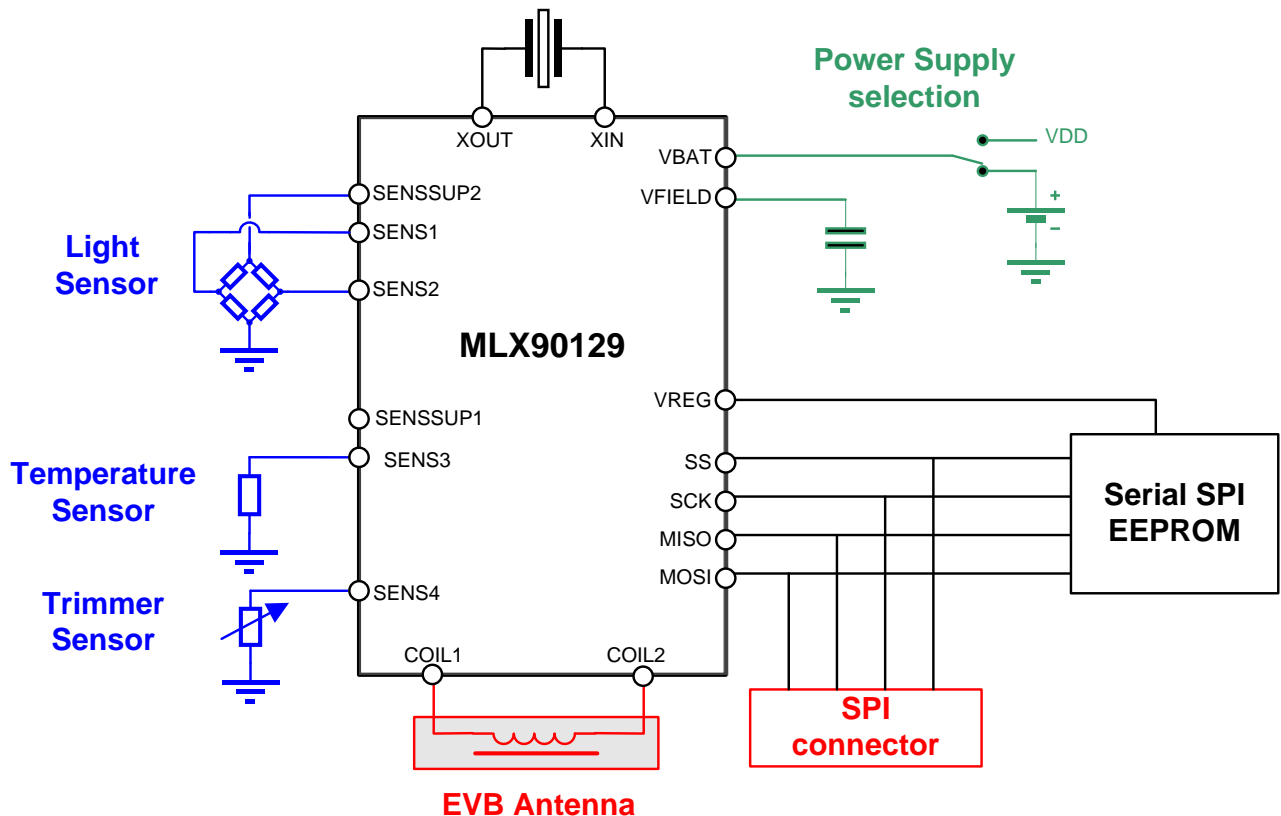 Power Supply
selection
VDD
+
−
XOUT
XIN
VBAT
VFIELD
SENSSUP2
SENS1
SENS2
Light
Sensor
MLX90129
SENSSUP1
SENS3
Temperature
Sensor
SENS4
Trimmer
Sensor
VREG
SS
SCK
MISO
MOSI
Serial SPI
EEPROM
COIL1
COIL2
SPI
connector
EVB Antenna